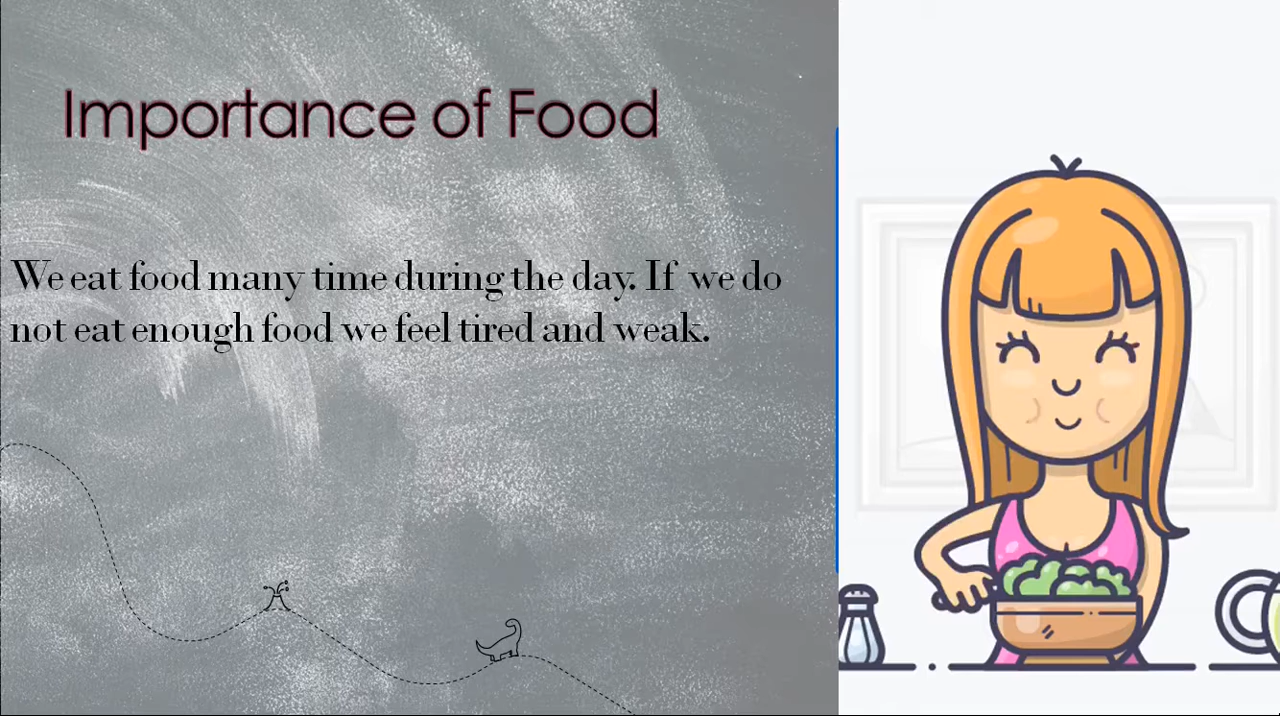 Importance of Food
We eat food many time during the day. If we do
not eat enough food we feel tired and weak.